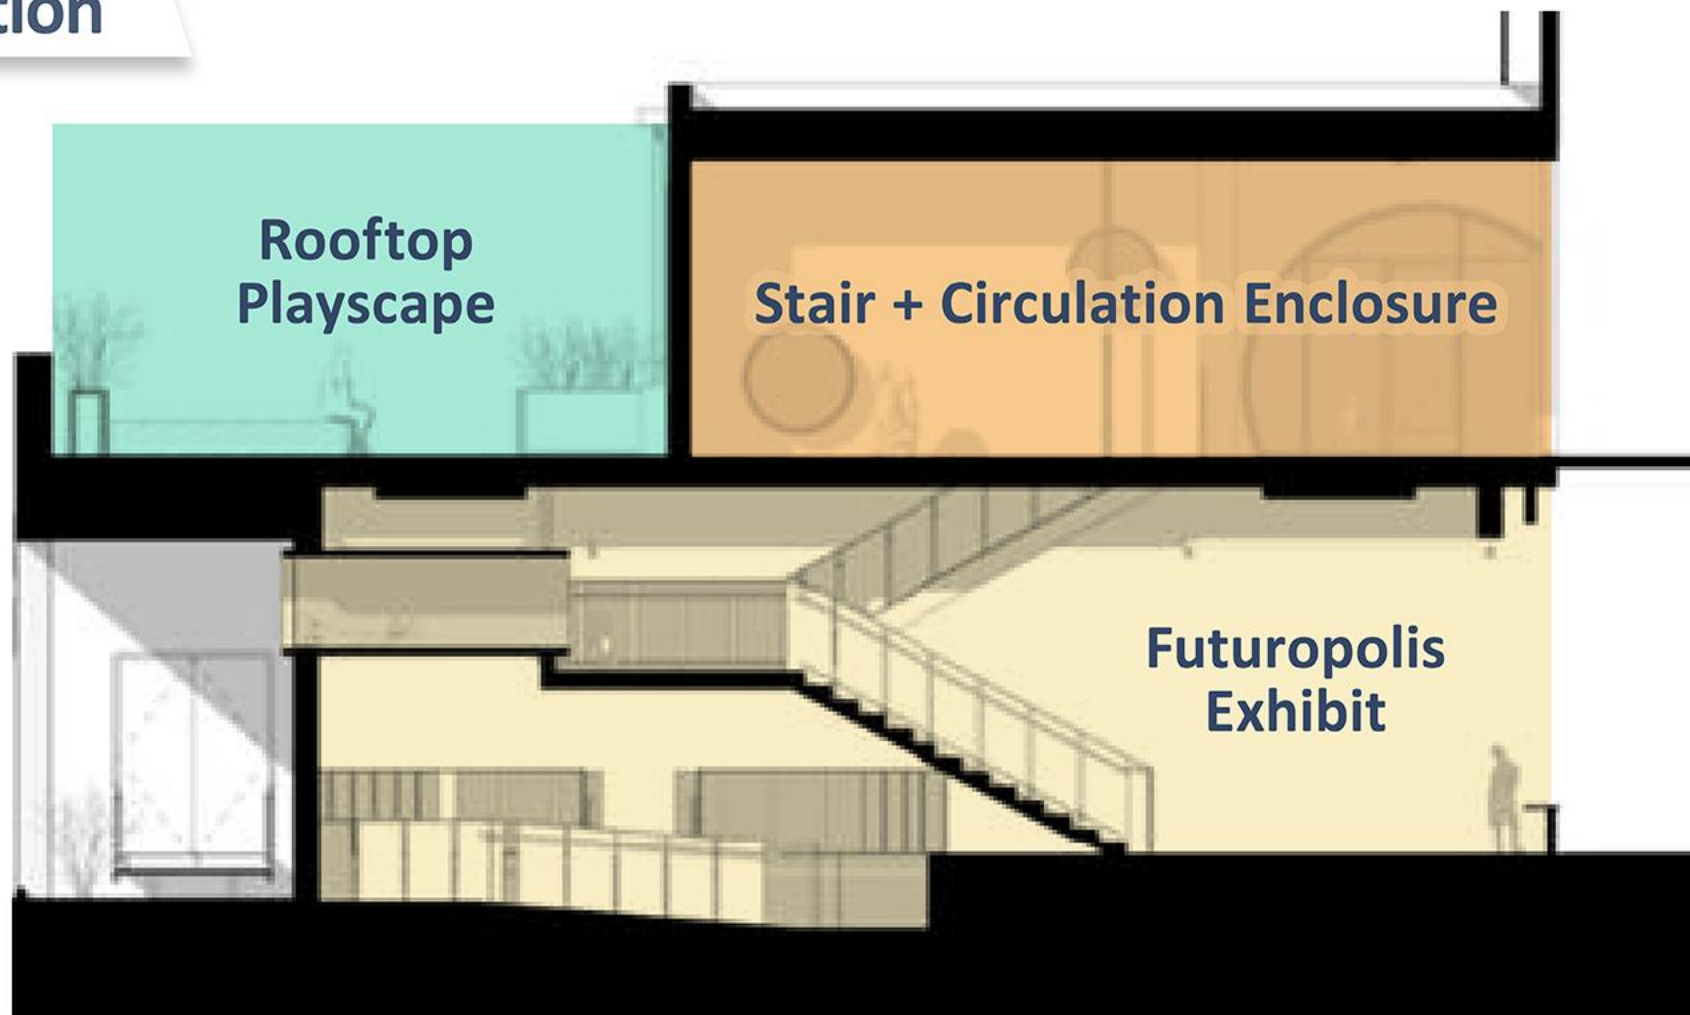 Rooftop
Playscape
Stair + Circulation Enclosure
Futuropolis
Exhibit